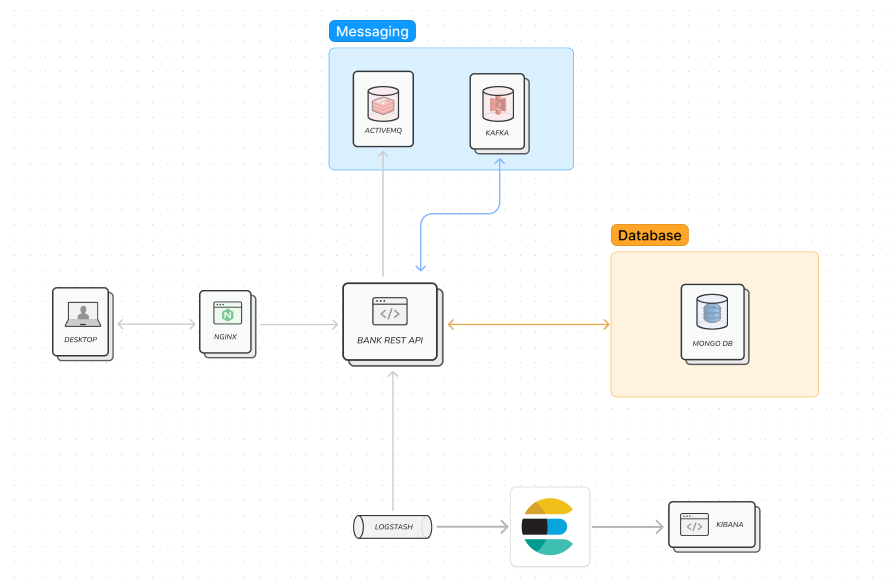 Messaging
ACTIVEMQ
KAFKA
Database
DESKTOP
NGINX
BANK REST API
MONGO DB
LOGSTASH
KIBANA